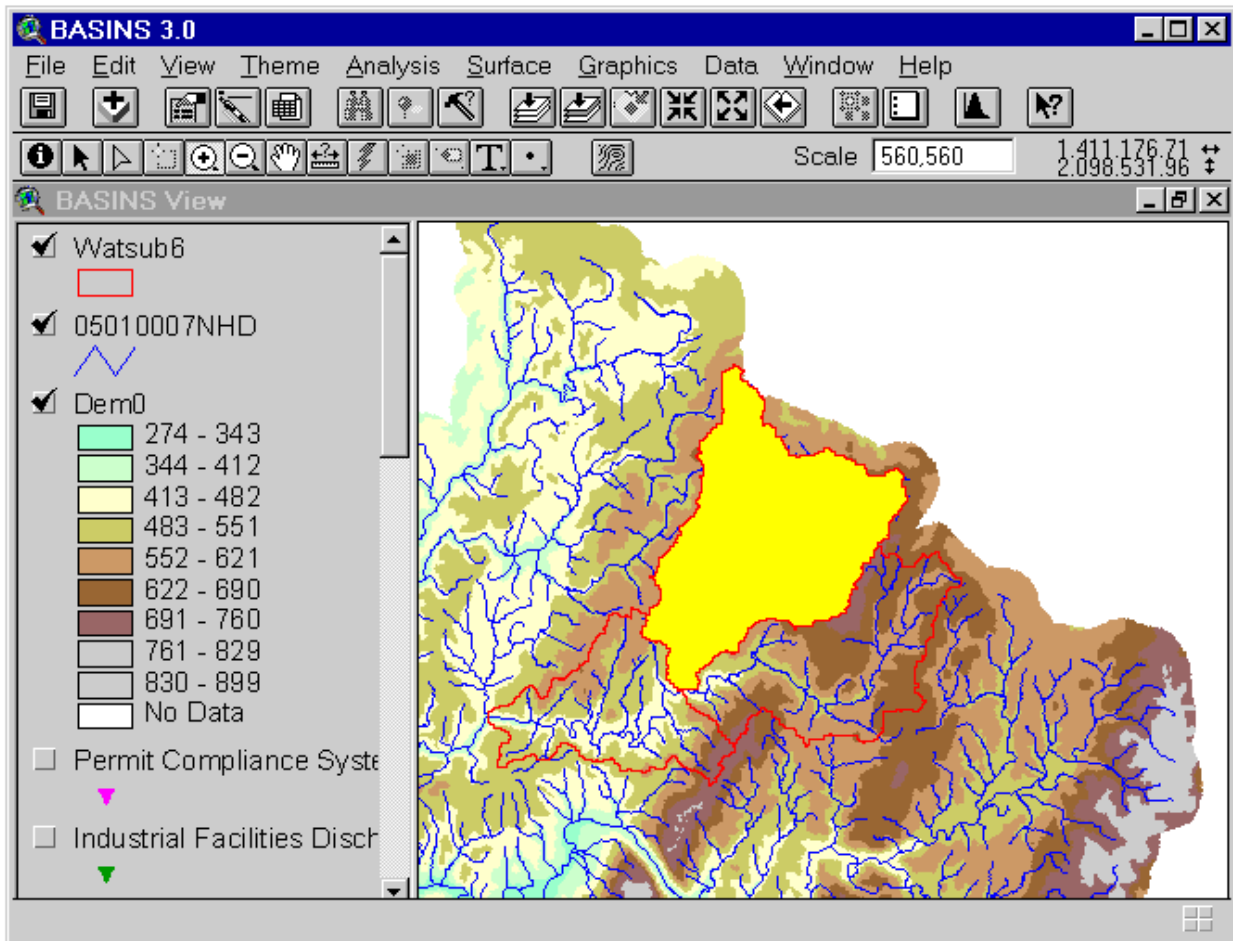 BASINS 3.0
File Edit View Theme Analysis Surface Graphics Data Window Help
T.
Scale 560,560
1,411,176.71
2,098,531.96
BASINS View
Watsub6
05010007NHD
Dem0
274 - 343
344 - 412
413 - 482
483 - 551
552 - 621
622 - 690
691 - 760
761 - 829
830 - 899
No Data
Permit Compliance Syste
Industrial Facilities Disch